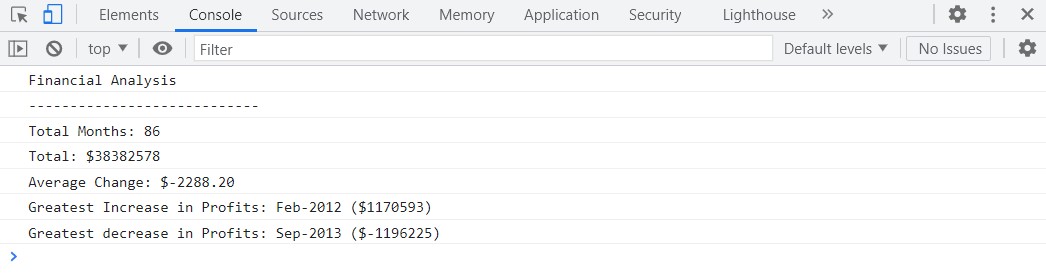 Elements Console Sources Network Memory Application Security Lighthouse
top Filter Default levels No Issues
Financial Analysis
----------------------------
Total Months: 86
Total: $38382578
Average Change: $-2288.20
Greatest Increase in Profits: Feb-2012 ($1170593)
Greatest decrease in Profits: Sep-2013 ($-1196225)